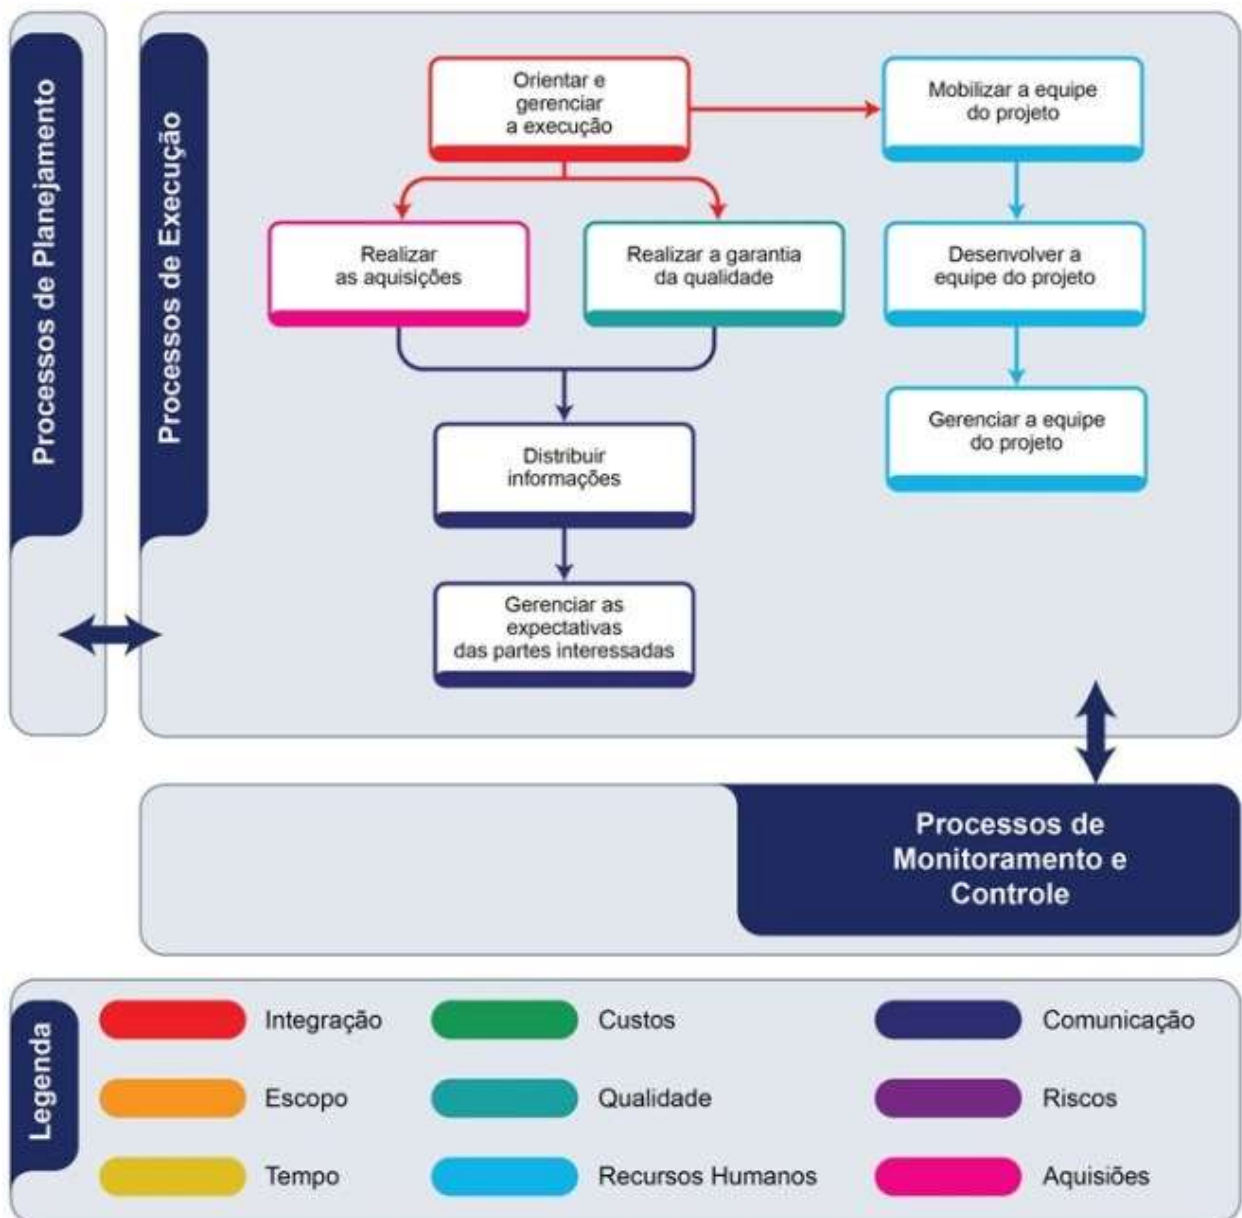 Processos de Planejamento
Processos de Execução
Orientar e
gerenciar
a execução
Mobilizar a equipe
do projeto
Realizar
as aquisições
Realizar a garantia
da qualidade
Desenvolver a
equipe do projeto
Distribuir
informações
Gerenciar a equipe
do projeto
Gerenciar as
expectativas
das partes interessadas
Processos de
Monitoramento e
Controle
Legenda
Integração
Custos
Comunicação
Escopo
Qualidade
Riscos
Tempo
Recursos Humanos
Aquisiões